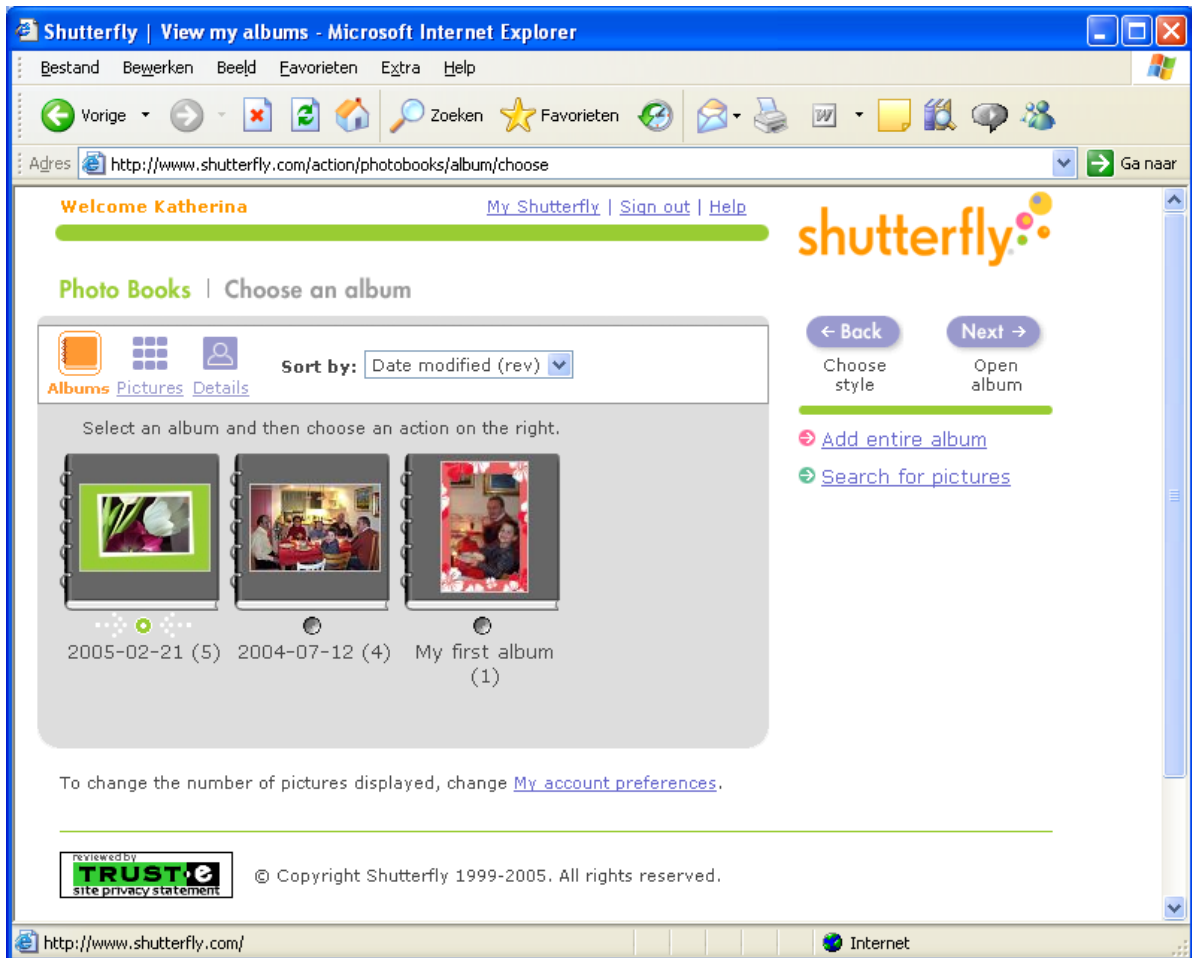 Shutterfly | View my albums - Microsoft Internet Explorer
Bestand Bewerken Beeld Favorieten Extra Help
Vorige Zoeken Favorieten W
Adres http://www.shutterfly.com/action/photobooks/album/choose Ga naar
Welcome Katherina My Shutterfly | Sign out | Help
shutterfly
Photo Books | Choose an album
Albums Pictures Details Sort by: Date modified (rev)
← Back Next →
Choose style Open album
Select an album and then choose an action on the right.
Add entire album
Search for pictures
2005-02-21 (5) 2004-07-12 (4) My first album (1)
To change the number of pictures displayed, change My account preferences.
reviewed by
TRUST·e
site privacy statement
© Copyright Shutterfly 1999-2005. All rights reserved.
http://www.shutterfly.com/ Internet